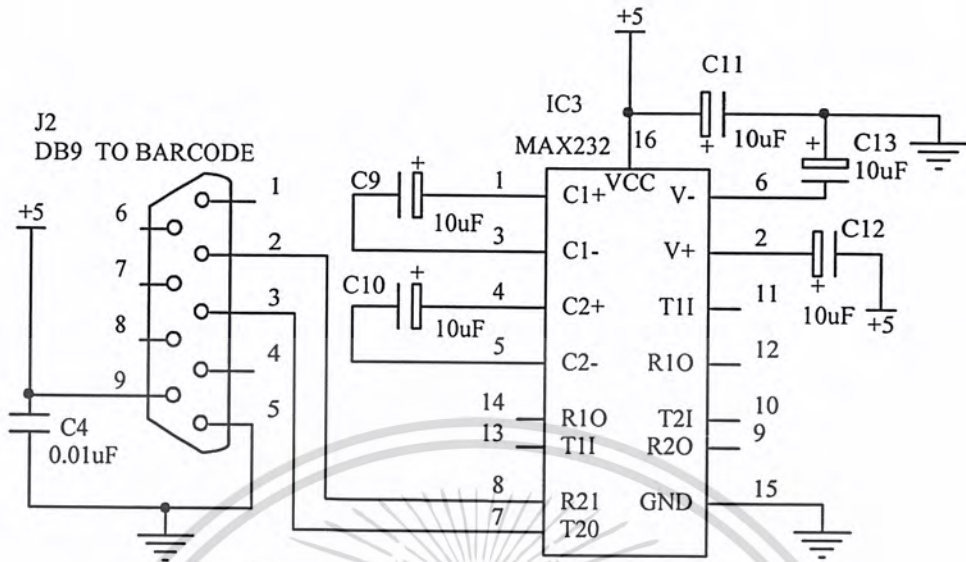 +5
C11
10uF
C13
10uF
IC3
MAX232
16
VCC
J2
DB9 TO BARCODE
+5
1
6
2
7
3
8
4
9
5
C4
0.01uF
C9
10uF
1
C1+
3
C1-
C10
10uF
4
C2+
5
C2-
14
R1O
13
T1I
8
R2I
7
T2O
V-
6
V+
2
C12
10uF
+5
T1I
11
R1O
12
T2I
10
R2O
9
GND
15
+
+
+
+
+